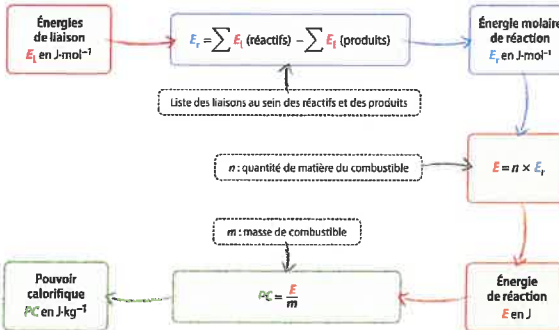 Énergies
de liaison
Eₗ en J·mol⁻¹
Eᵣ = ∑ Eₗ (réactifs) – ∑ Eₗ (produits)
Énergie molaire
de réaction
Eᵣ en J·mol⁻¹
Liste des liaisons au sein des réactifs et des produits
n : quantité de matière du combustible
E = n × Eᵣ
m : masse de combustible
Pouvoir
calorifique
PC en J·kg⁻¹
PC = E/m
Énergie
de réaction
E en J